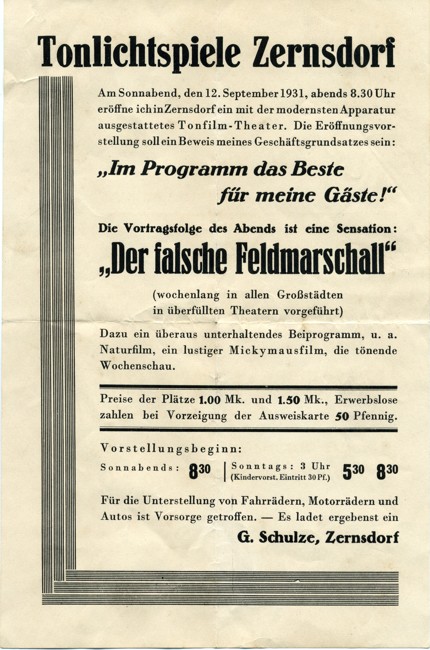 Tonlichtspiele Zernsdorf
Am Sonnabend, den 12. September 1931, abends 8.30 Uhr
eröffne ich in Zernsdorf ein mit der modernsten Apparatur
ausgestattetes Tonfilm-Theater. Die Eröffnungsvor-
stellung soll ein Beweis meines Geschäftsgrundsatzes sein:
„Im Programm das Beste
für meine Gäste!“
Die Vortragsfolge des Abends ist eine Sensation:
„Der falsche Feldmarschall“
(wochenlang in allen Großstädten
in überfüllten Theatern vorgeführt)
Dazu ein überaus unterhaltendes Beiprogramm, u. a.
Naturfilm, ein lustiger Mickymausfilm, die tönende
Wochenschau.
Preise der Plätze 1.00 Mk. und 1.50 Mk., Erwerbslose
zahlen bei Vorzeigung der Ausweiskarte 50 Pfennig.
Vorstellungsbeginn:
Sonnabends: 8 30 | Sonntags: 3 Uhr 5 30 8 30
(Kindervorst. Eintritt 30 Pf.)
Für die Unterstellung von Fahrrädern, Motorrädern und
Autos ist Vorsorge getroffen. — Es ladet ergebenst ein
G. Schulze, Zernsdorf